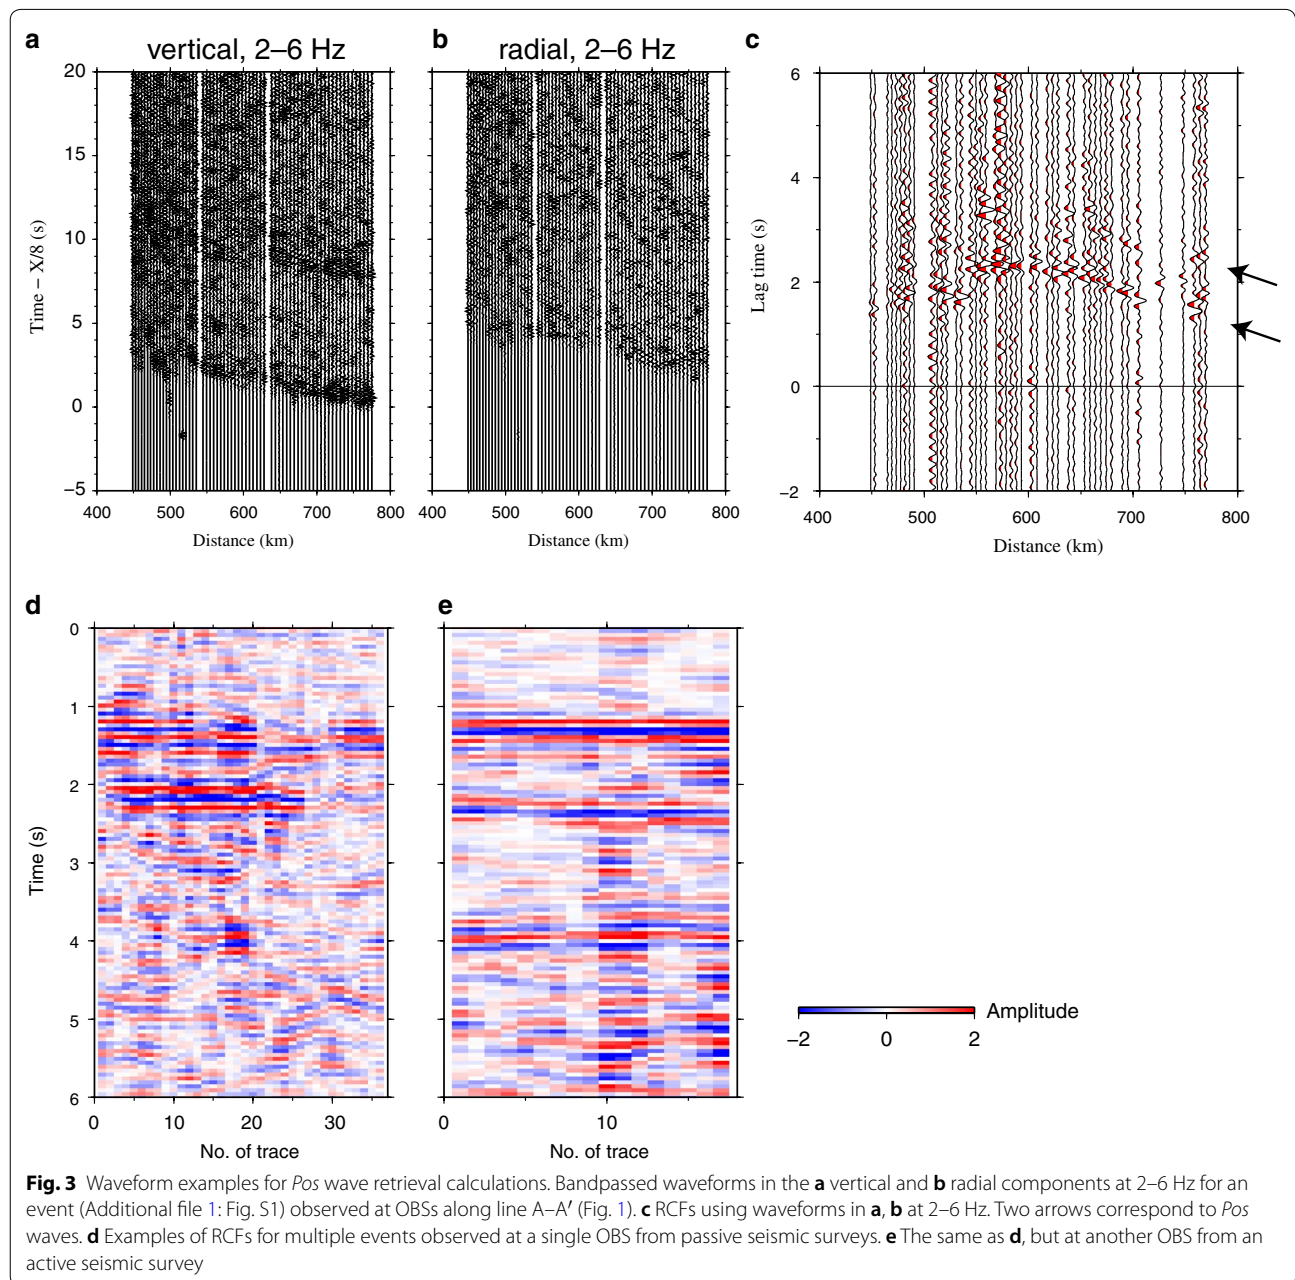 a
vertical, 2–6 Hz
b
radial, 2–6 Hz
c
20
15
10
5
0
−5
Time − X/8 (s)
400 500 600 700 800
Distance (km)
400 500 600 700 800
Distance (km)
6
4
2
0
−2
Lag time (s)
400 500 600 700 800
Distance (km)
d
e
0
1
2
3
4
5
6
Time (s)
0 10 20 30
No. of trace
0 10
No. of trace
Amplitude
−2 0 2
Fig. 3 Waveform examples for Pos wave retrieval calculations. Bandpassed waveforms in the a vertical and b radial components at 2–6 Hz for an
event (Additional file 1: Fig. S1) observed at OBSs along line A–A′ (Fig. 1). c RCFs using waveforms in a, b at 2–6 Hz. Two arrows correspond to Pos
waves. d Examples of RCFs for multiple events observed at a single OBS from passive seismic surveys. e The same as d, but at another OBS from an
active seismic survey